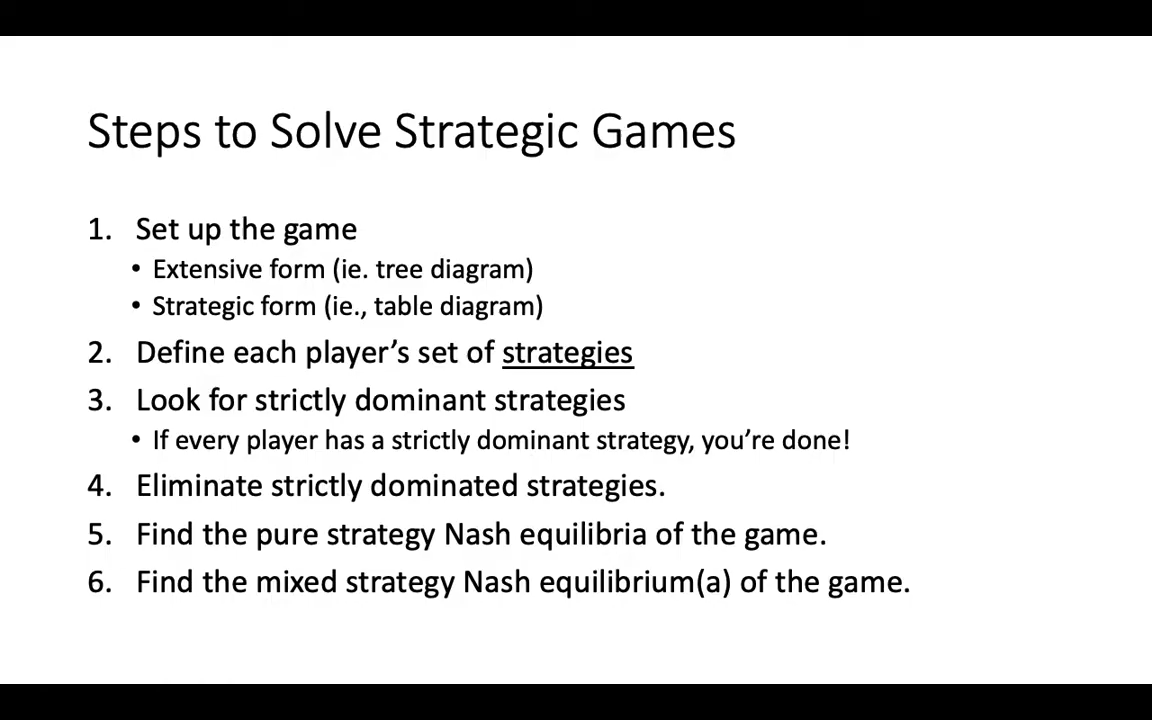 Steps to Solve Strategic Games
1. Set up the game
• Extensive form (ie. tree diagram)
• Strategic form (ie., table diagram)
2. Define each player’s set of strategies
3. Look for strictly dominant strategies
• If every player has a strictly dominant strategy, you’re done!
4. Eliminate strictly dominated strategies.
5. Find the pure strategy Nash equilibria of the game.
6. Find the mixed strategy Nash equilibrium(a) of the game.